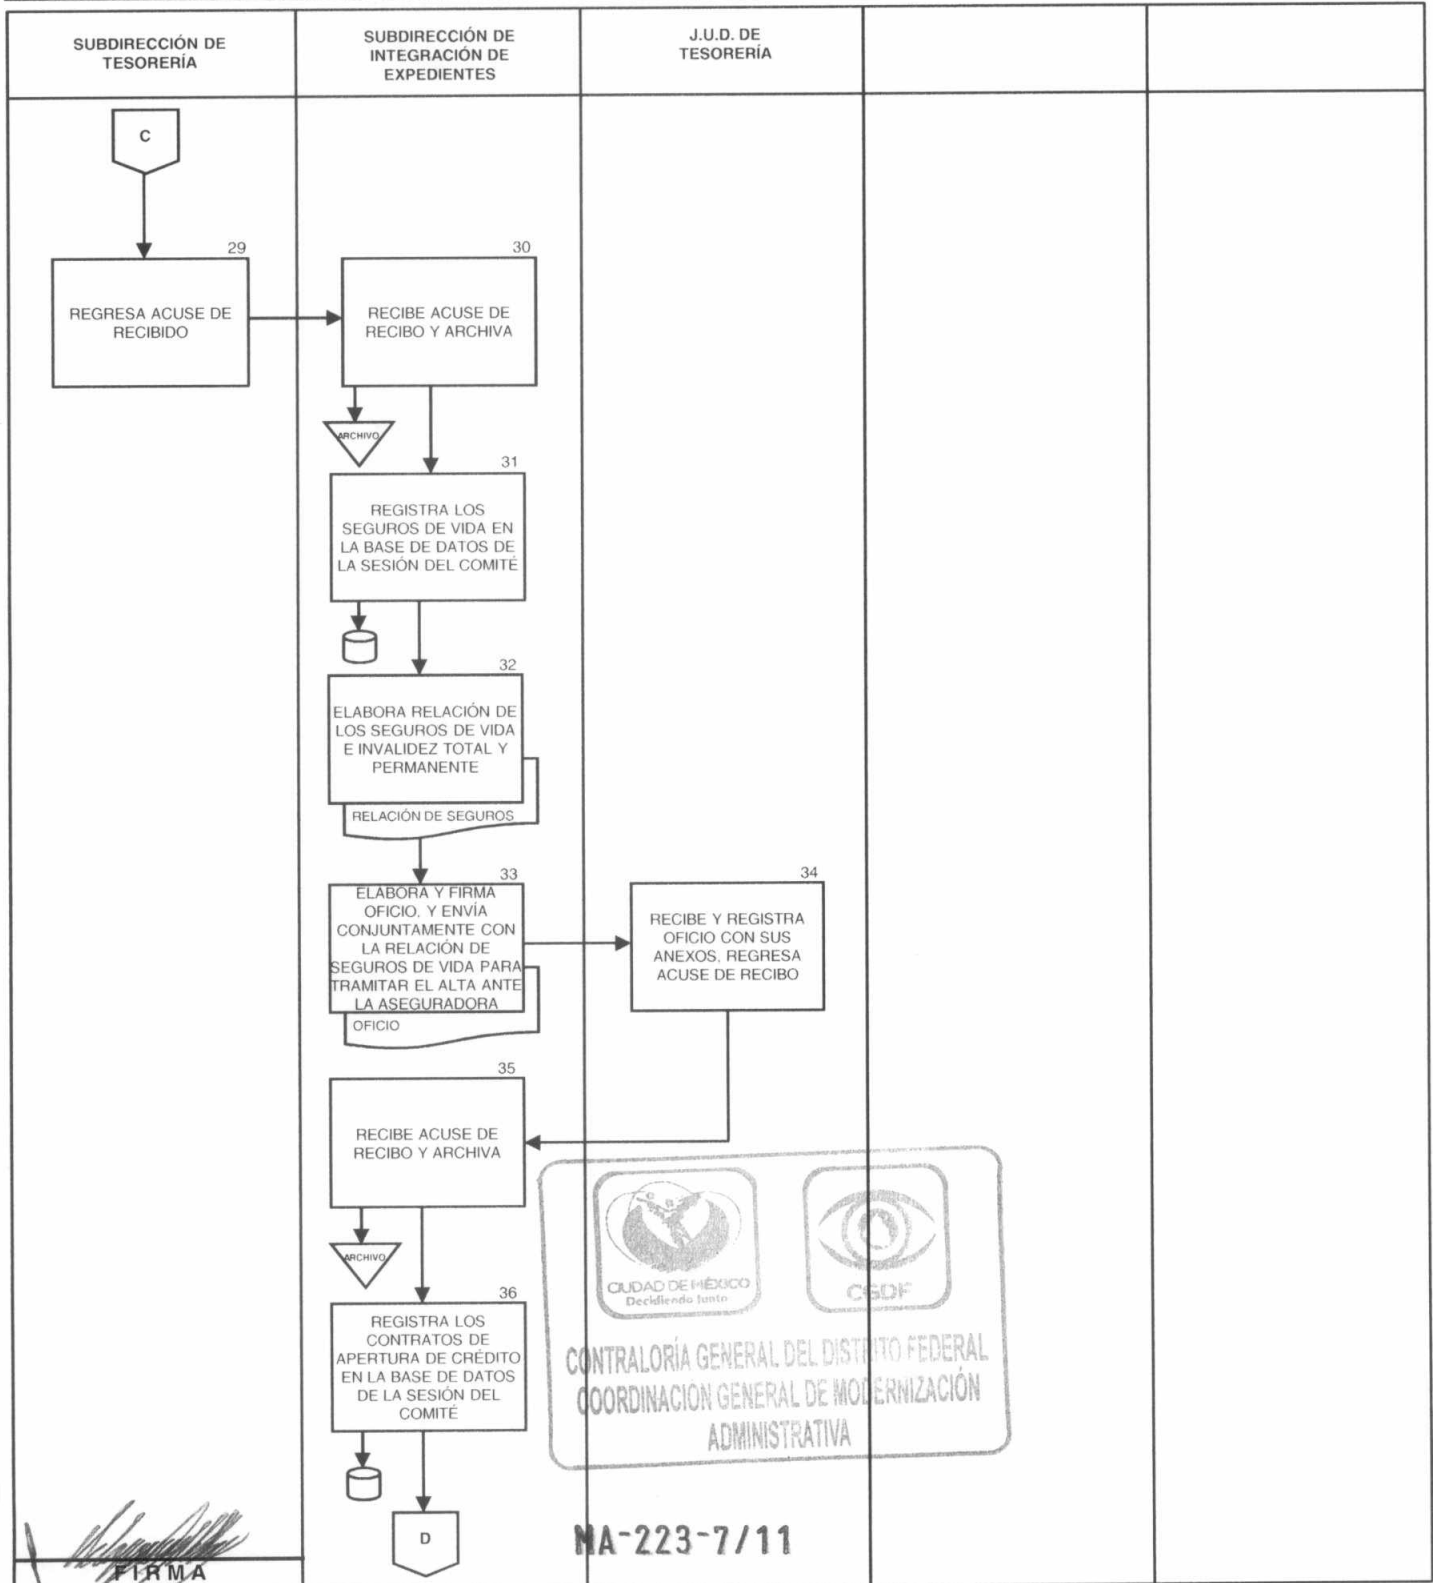 SUBDIRECCIÓN DE
TESORERÍA
SUBDIRECCIÓN DE
INTEGRACIÓN DE
EXPEDIENTES
J.U.D. DE
TESORERÍA
C
29
REGRESA ACUSE DE
RECIBIDO
30
RECIBE ACUSE DE
RECIBO Y ARCHIVA
ARCHIVO
31
REGISTRA LOS
SEGUROS DE VIDA EN
LA BASE DE DATOS DE
LA SESIÓN DEL COMITÉ
32
ELABORA RELACIÓN DE
LOS SEGUROS DE VIDA
E INVALIDEZ TOTAL Y
PERMANENTE
RELACIÓN DE SEGUROS
33
ELABORA Y FIRMA
OFICIO, Y ENVÍA
CONJUNTAMENTE CON
LA RELACIÓN DE
SEGUROS DE VIDA PARA
TRAMITAR EL ALTA ANTE
LA ASEGURADORA
OFICIO
34
RECIBE Y REGISTRA
OFICIO CON SUS
ANEXOS, REGRESA
ACUSE DE RECIBO
35
RECIBE ACUSE DE
RECIBO Y ARCHIVA
ARCHIVO
36
REGISTRA LOS
CONTRATOS DE
APERTURA DE CRÉDITO
EN LA BASE DE DATOS
DE LA SESIÓN DEL
COMITÉ
D
CIUDAD DE MÉXICO
Decidiendo Junto
CGDF
CONTRALORÍA GENERAL DEL DISTRITO FEDERAL
COORDINACIÓN GENERAL DE MODERNIZACIÓN
ADMINISTRATIVA
MA-223-7/11
FIRMA